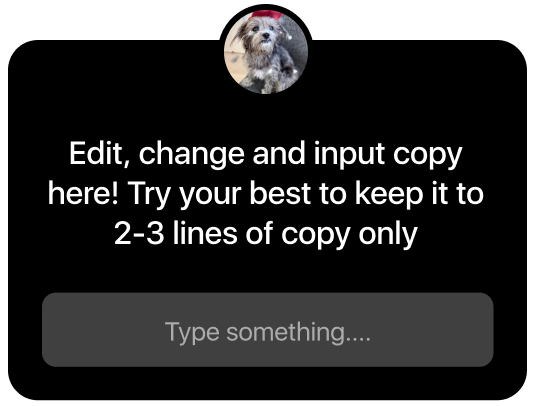 Edit, change and input copy
here! Try your best to keep it to
2-3 lines of copy only
Type something....